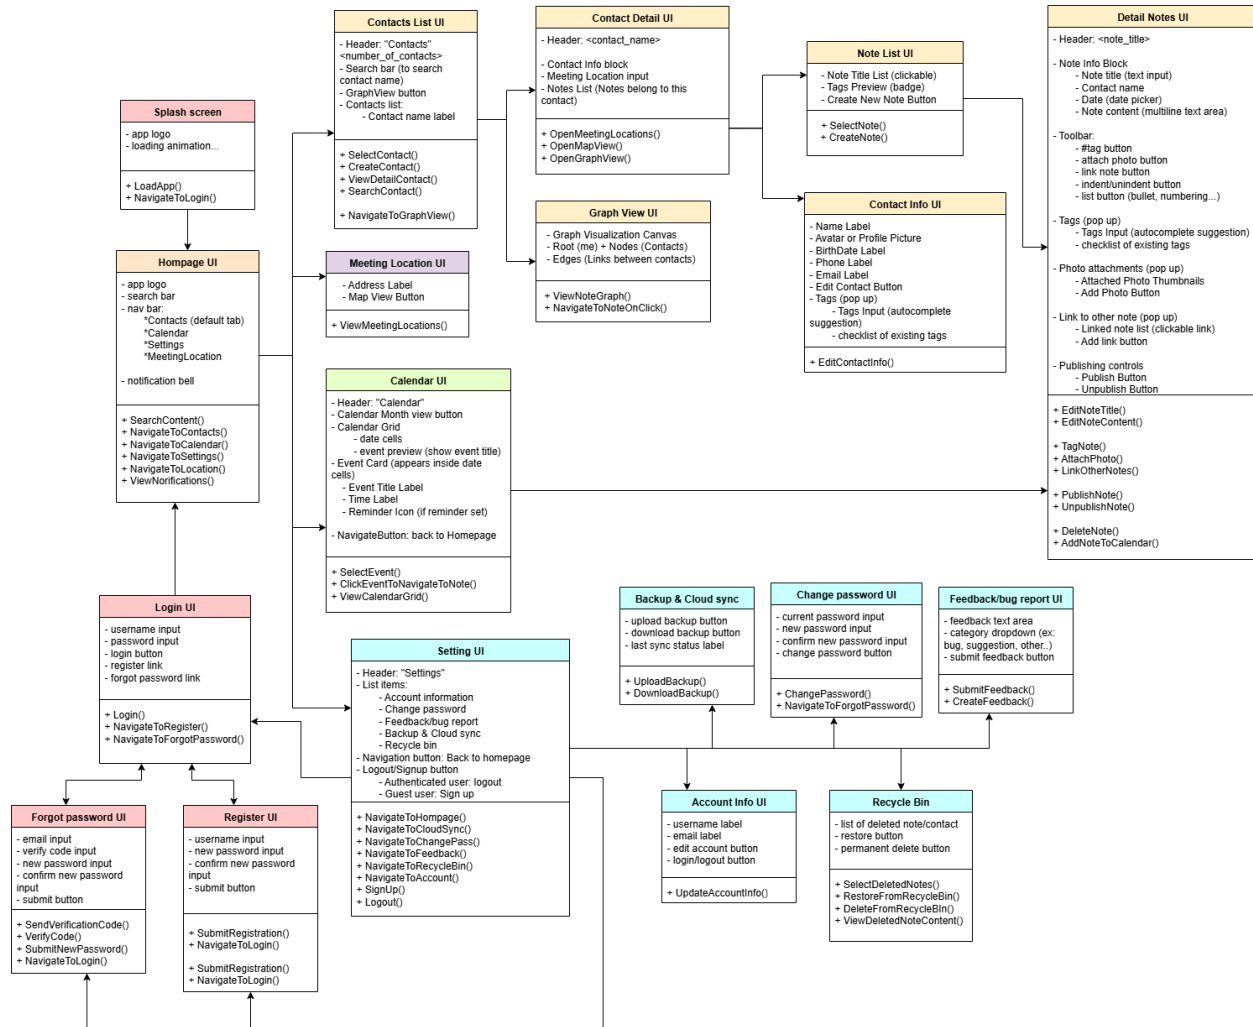 Splash screen
- app logo
- loading animation...
+ LoadApp()
+ NavigateToLogin()
Hompage UI
- app logo
- search bar
- nav bar:
*Contacts (default tab)
*Calendar
*Settings
*MeetingLocation
- notification bell
+ SearchContent()
+ NavigateToContacts()
+ NavigateToCalendar()
+ NavigateToSettings()
+ NavigateToLocation()
+ ViewNorifications()
Login UI
- username input
- password input
- login button
- register link
- forgot password link
+ Login()
+ NavigateToRegister()
+ NavigateToForgotPassword()
Forgot password UI
- email input
- verify code input
- new password input
- confirm new password
input
- submit button
+ SendVerificationCode()
+ VerifyCode()
+ SubmitNewPassword()
+ NavigateToLogin()
Register UI
- username input
- new password input
- confirm new password
input
- submit button
+ SubmitRegistration()
+ NavigateToLogin()
+ SubmitRegistration()
+ NavigateToLogin()
Contacts List UI
- Header: "Contacts"
<number_of_contacts>
- Search bar (to search
contact name)
- GraphView button
- Contacts list:
- Contact name label
+ SelectContact()
+ CreateContact()
+ ViewDetailContact()
+ SearchContact()
+ NavigateToGraphView()
Meeting Location UI
- Address Label
- Map View Button
+ ViewMeetingLocations()
Calendar UI
- Header: "Calendar"
- Calendar Month view button
- Calendar Grid
- date cells
- event preview (show event title)
- Event Card (appears inside date
cells)
- Event Title Label
- Time Label
- Reminder Icon (if reminder set)
- NavigateButton: back to Homepage
+ SelectEvent()
+ ClickEventToNavigateToNote()
+ ViewCalendarGrid()
Setting UI
- Header: "Settings"
- List items:
- Account information
- Change password
- Feedback/bug report
- Backup & Cloud sync
- Recycle bin
- Navigation button: Back to homepage
- Logout/Signup button
- Authenticated user: logout
- Guest user: Sign up
+ NavigateToHompage()
+ NavigateToCloudSync()
+ NavigateToChangePass()
+ NavigateToFeedback()
+ NavigateToRecycleBin()
+ NavigateToAccount()
+ SignUp()
+ Logout()
Contact Detail UI
- Header: <contact_name>
- Contact Info block
- Meeting Location input
- Notes List (Notes belong to this
contact)
+ OpenMeetingLocations()
+ OpenMapView()
+ OpenGraphView()
Graph View UI
- Graph Visualization Canvas
- Root (me) + Nodes (Contacts)
- Edges (Links between contacts)
+ ViewNoteGraph()
+ NavigateToNoteOnClick()
Note List UI
- Note Title List (clickable)
- Tags Preview (badge)
- Create New Note Button
+ SelectNote()
+ CreateNote()
Contact Info UI
- Name Label
- Avatar or Profile Picture
- BirthDate Label
- Phone Label
- Email Label
- Edit Contact Button
- Tags (pop up)
- Tags Input (autocomplete
suggestion)
- checklist of existing tags
+ EditContactInfo()
Detail Notes UI
- Header: <note_title>
- Note Info Block
- Note title (text input)
- Contact name
- Date (date picker)
- Note content (multiline text area)
- Toolbar:
- #tag button
- attach photo button
- link note button
- indent/unindent button
- list button (bullet, numbering...)
- Tags (pop up)
- Tags Input (autocomplete suggestion)
- checklist of existing tags
- Photo attachments (pop up)
- Attached Photo Thumbnails
- Add Photo Button
- Link to other note (pop up)
- Linked note list (clickable link)
- Add link button
- Publishing controls
- Publish Button
- Unpublish Button
+ EditNoteTitle()
+ EditNoteContent()
+ TagNote()
+ AttachPhoto()
+ LinkOtherNotes()
+ PublishNote()
+ UnpublishNote()
+ DeleteNote()
+ AddNoteToCalendar()
Backup & Cloud sync
- upload backup button
- download backup button
- last sync status label
+ UploadBackup()
+ DownloadBackup()
Change password UI
- current password input
- new password input
- confirm new password input
- change password button
+ ChangePassword()
+ NavigateToForgotPassword()
Feedback/bug report UI
- feedback text area
- category dropdown (ex:
bug, suggestion, other..)
- submit feedback button
+ SubmitFeedback()
+ CreateFeedback()
Account Info UI
- username label
- email label
- edit account button
- login/logout button
+ UpdateAccountInfo()
Recycle Bin
- list of deleted note/contact
- restore button
- permanent delete button
+ SelectDeletedNotes()
+ RestoreFromRecycleBin()
+ DeleteFromRecycleBIn()
+ ViewDeletedNoteContent()